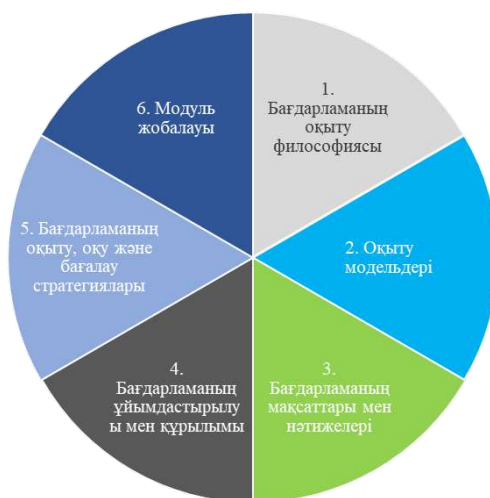 1.
Бағдарламаның
оқыту
философиясы
2. Оқыту
модельдері
3.
Бағдарламаның
мақсаттары мен
нәтижелері
4.
Бағдарламаның
ұйымдастырылу
ы мен құрылымы
5. Бағдарламаның
оқыту, оқу және
бағалау
стратегиялары
6. Модуль
жобалауы